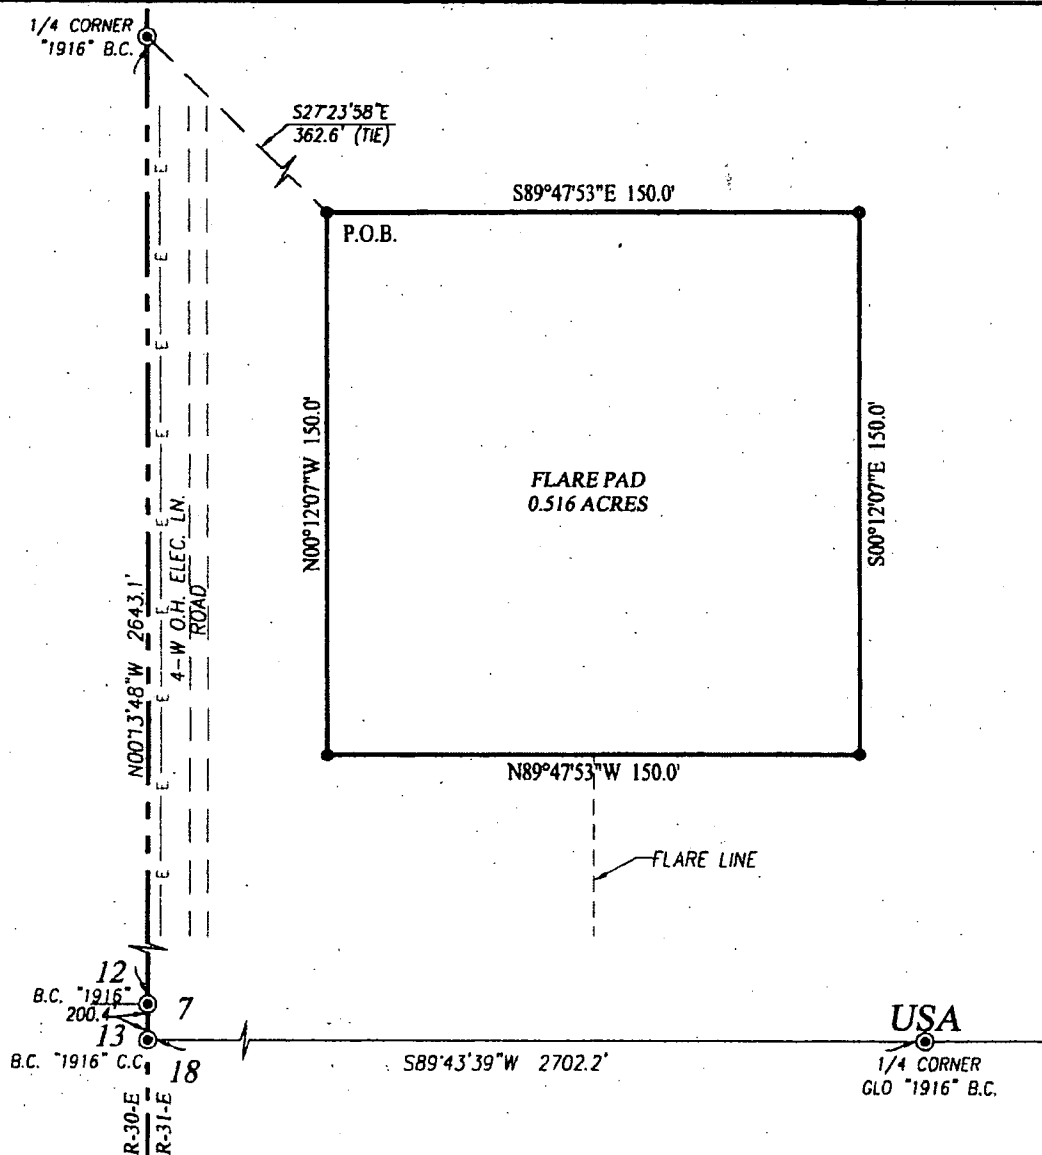 1/4 CORNER
"1916" B.C.
S27°23'58"E
362.6' (TIE)
S89°47'53"E 150.0'
P.O.B.
N00°12'07"W 150.0'
FLARE PAD
0.516 ACRES
S00°12'07"E 150.0'
N00°13'48"W 2643.1'
E
E
E
E
E
E
E
E
E
4-W O.H. ELEC. LN.
ROAD
N89°47'53"W 150.0'
FLARE LINE
12
B.C. "1916"
7
200.4'
13
B.C. "1916" C.C.
18
S89°43'39"W 2702.2'
USA
1/4 CORNER
GLO "1916" B.C.
R-30-E
R-31-E